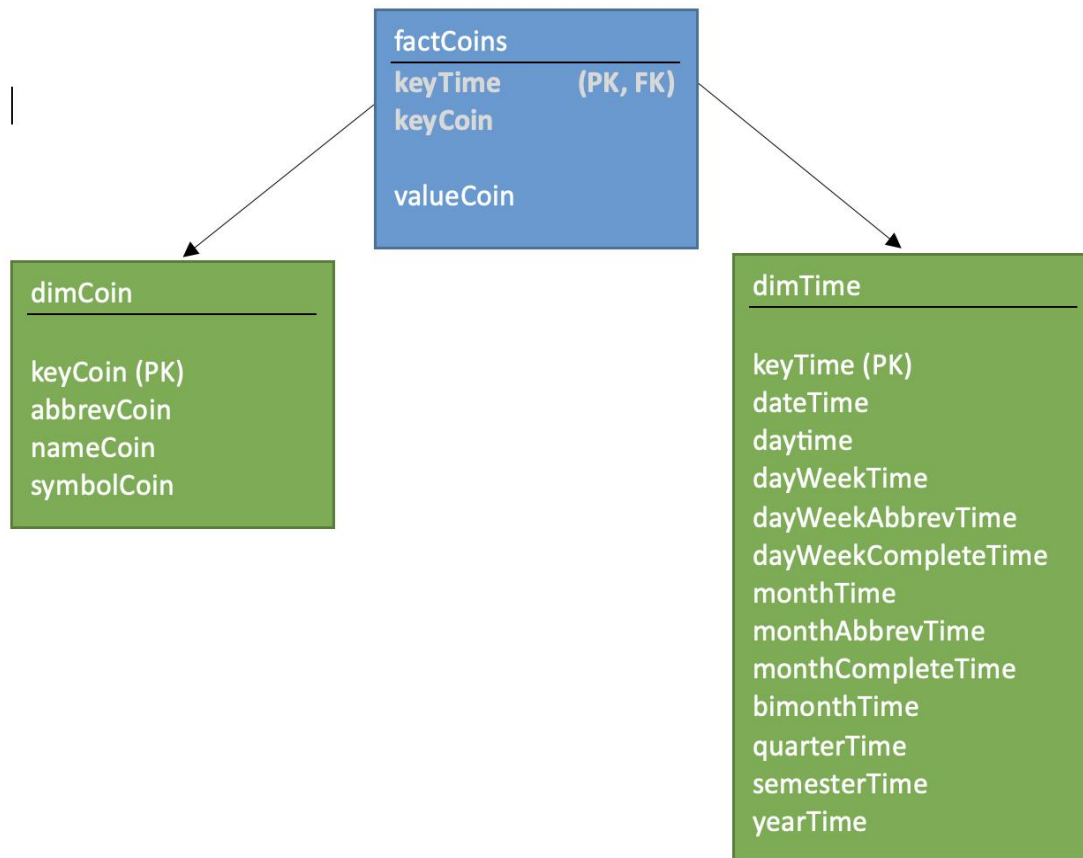 factCoins
keyTime (PK, FK)
keyCoin
valueCoin
dimCoin
keyCoin (PK)
abbrevCoin
nameCoin
symbolCoin
dimTime
keyTime (PK)
dateTime
daytime
dayWeekTime
dayWeekAbbrevTime
dayWeekCompleteTime
monthTime
monthAbbrevTime
monthCompleteTime
bimonthTime
quarterTime
semesterTime
yearTime